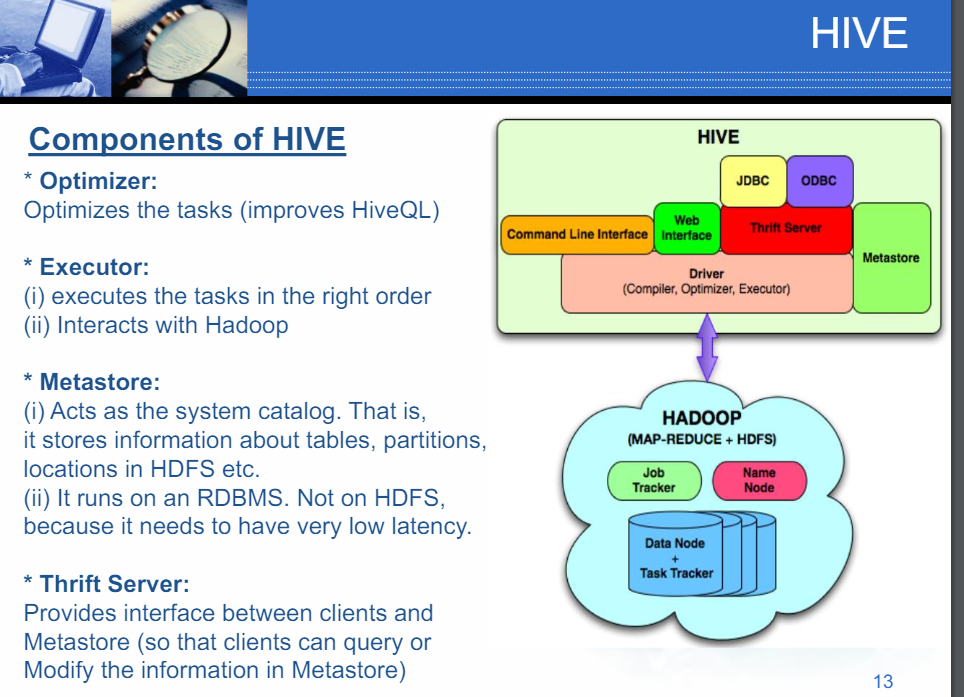 HIVE
Components of HIVE
* Optimizer:
Optimizes the tasks (improves HiveQL)
* Executor:
(i) executes the tasks in the right order
(ii) Interacts with Hadoop
* Metastore:
(i) Acts as the system catalog. That is,
it stores information about tables, partitions,
locations in HDFS etc.
(ii) It runs on an RDBMS. Not on HDFS,
because it needs to have very low latency.
* Thrift Server:
Provides interface between clients and
Metastore (so that clients can query or
Modify the information in Metastore)
HIVE
JDBC
ODBC
Command Line Interface
Web
Interface
Thrift Server
Metastore
Driver
(Compiler, Optimizer, Executor)
HADOOP
(MAP-REDUCE + HDFS)
Job
Tracker
Name
Node
Data Node
+
Task Tracker
13